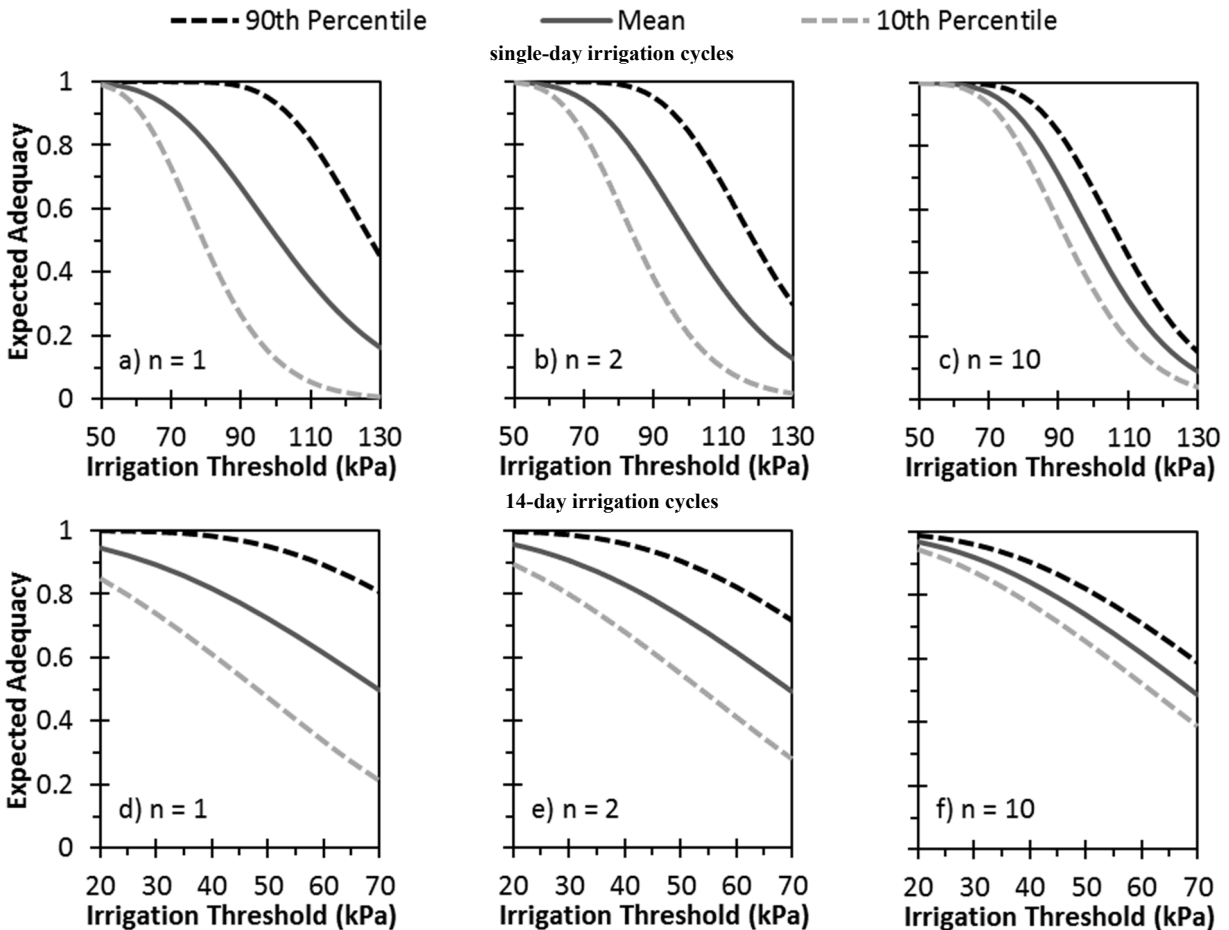 90th Percentile Mean 10th Percentile
single-day irrigation cycles
Expected Adequacy
1
0.8
0.6
0.4
0.2
0
a) n = 1
b) n = 2
c) n = 10
50 70 90 110 130 50 70 90 110 130 50 70 90 110 130
Irrigation Threshold (kPa) Irrigation Threshold (kPa) Irrigation Threshold (kPa)
14-day irrigation cycles
Expected Adequacy
1
0.8
0.6
0.4
0.2
0
d) n = 1
e) n = 2
f) n = 10
20 30 40 50 60 70 20 30 40 50 60 70 20 30 40 50 60 70
Irrigation Threshold (kPa) Irrigation Threshold (kPa) Irrigation Threshold (kPa)